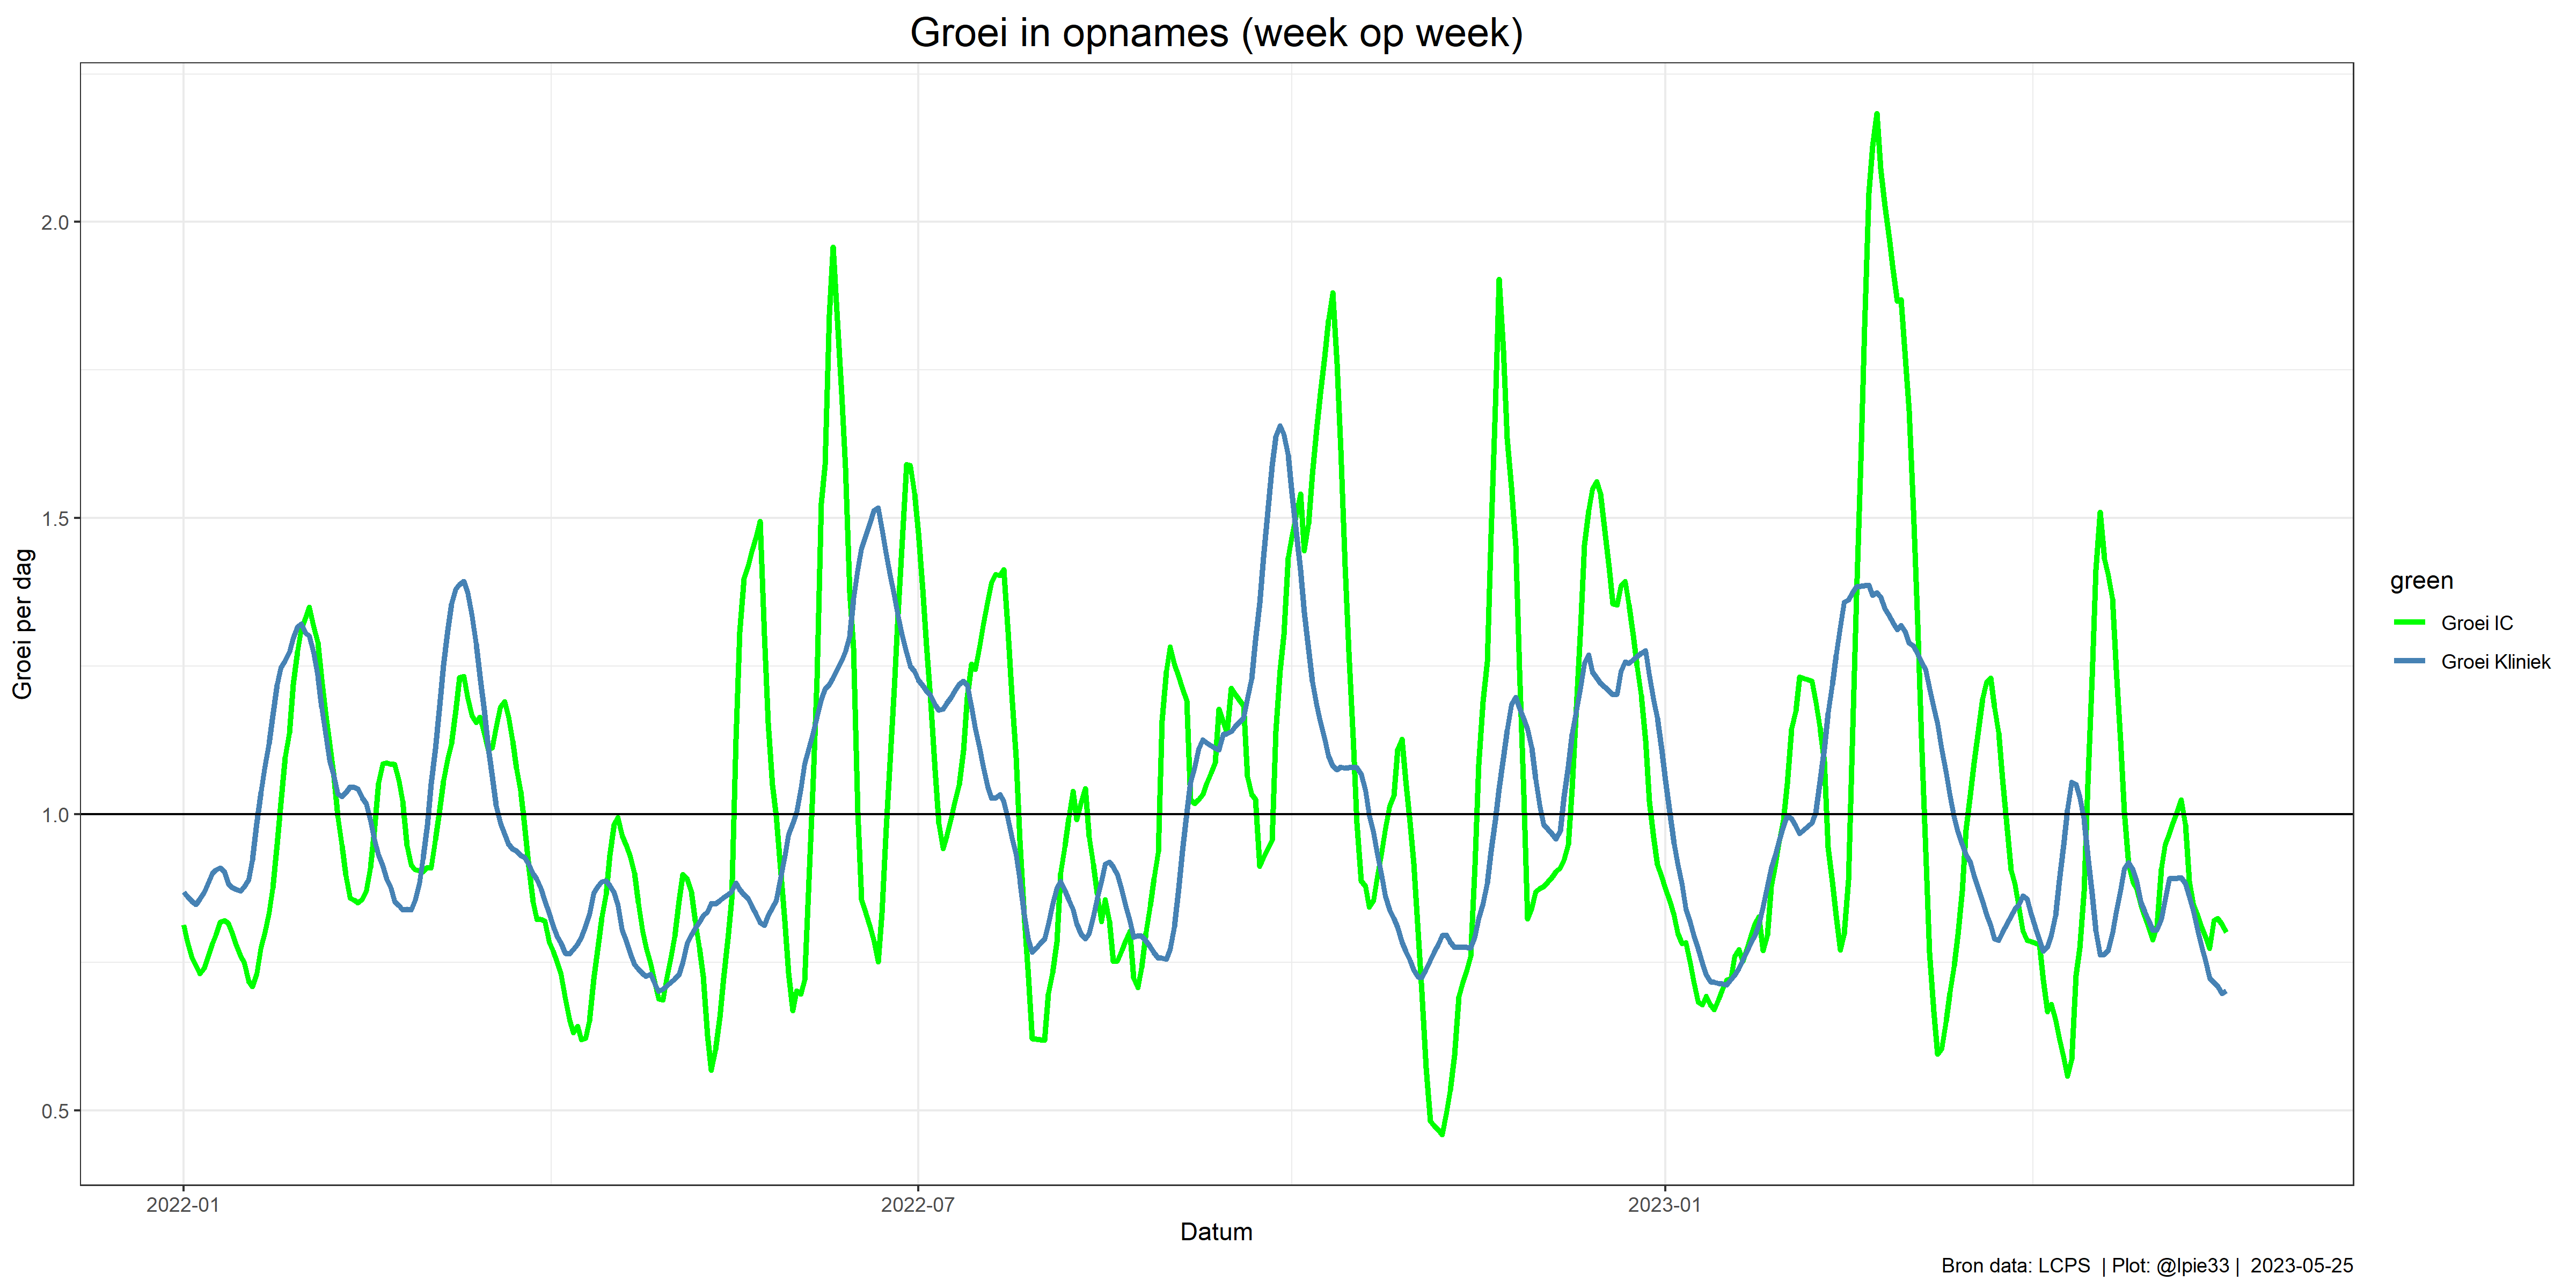 Groei in opnames (week op week)
Groei per dag
2.0
1.5
1.0
0.5
2022-01
2022-07
2023-01
Datum
green
Groei IC
Groei Kliniek
Bron data: LCPS | Plot: @lpie33 | 2023-05-25